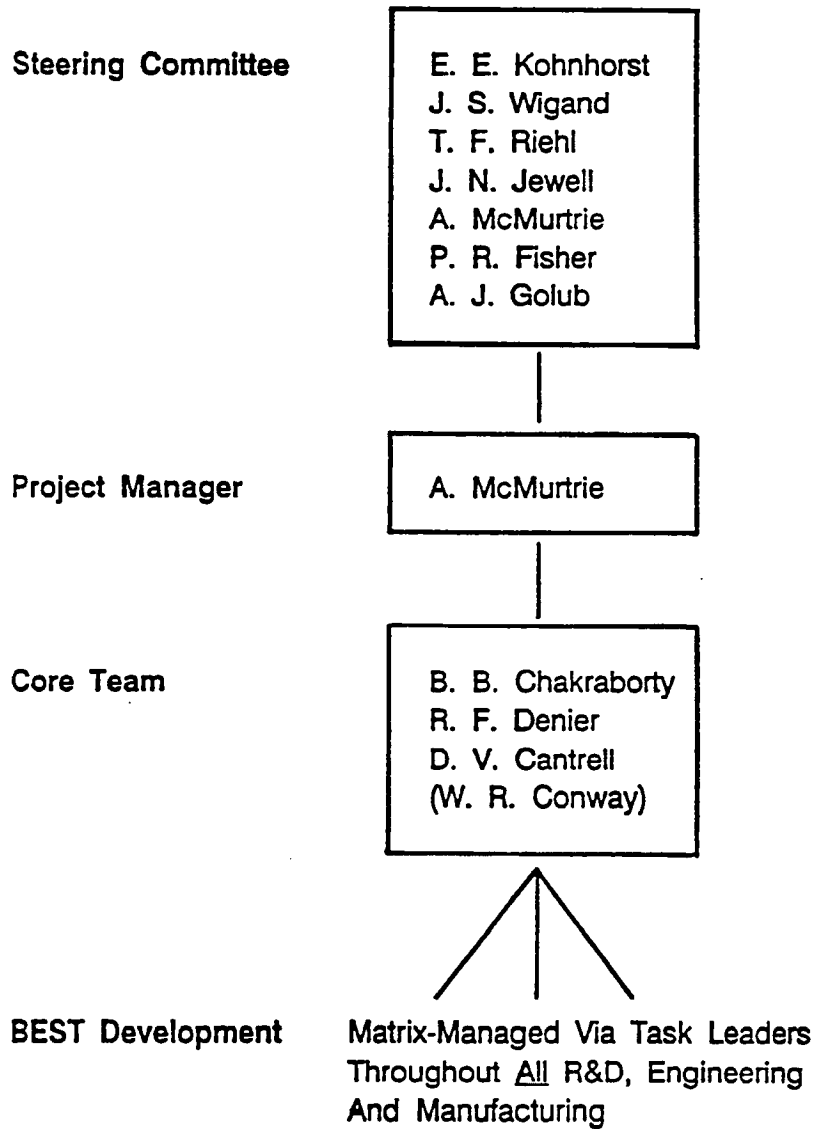 Steering Committee
E. E. Kohnhorst
J. S. Wigand
T. F. Riehl
J. N. Jewell
A. McMurtrie
P. R. Fisher
A. J. Golub
Project Manager
A. McMurtrie
Core Team
B. B. Chakraborty
R. F. Denier
D. V. Cantrell
(W. R. Conway)
BEST Development
Matrix-Managed Via Task Leaders
Throughout All R&D, Engineering
And Manufacturing